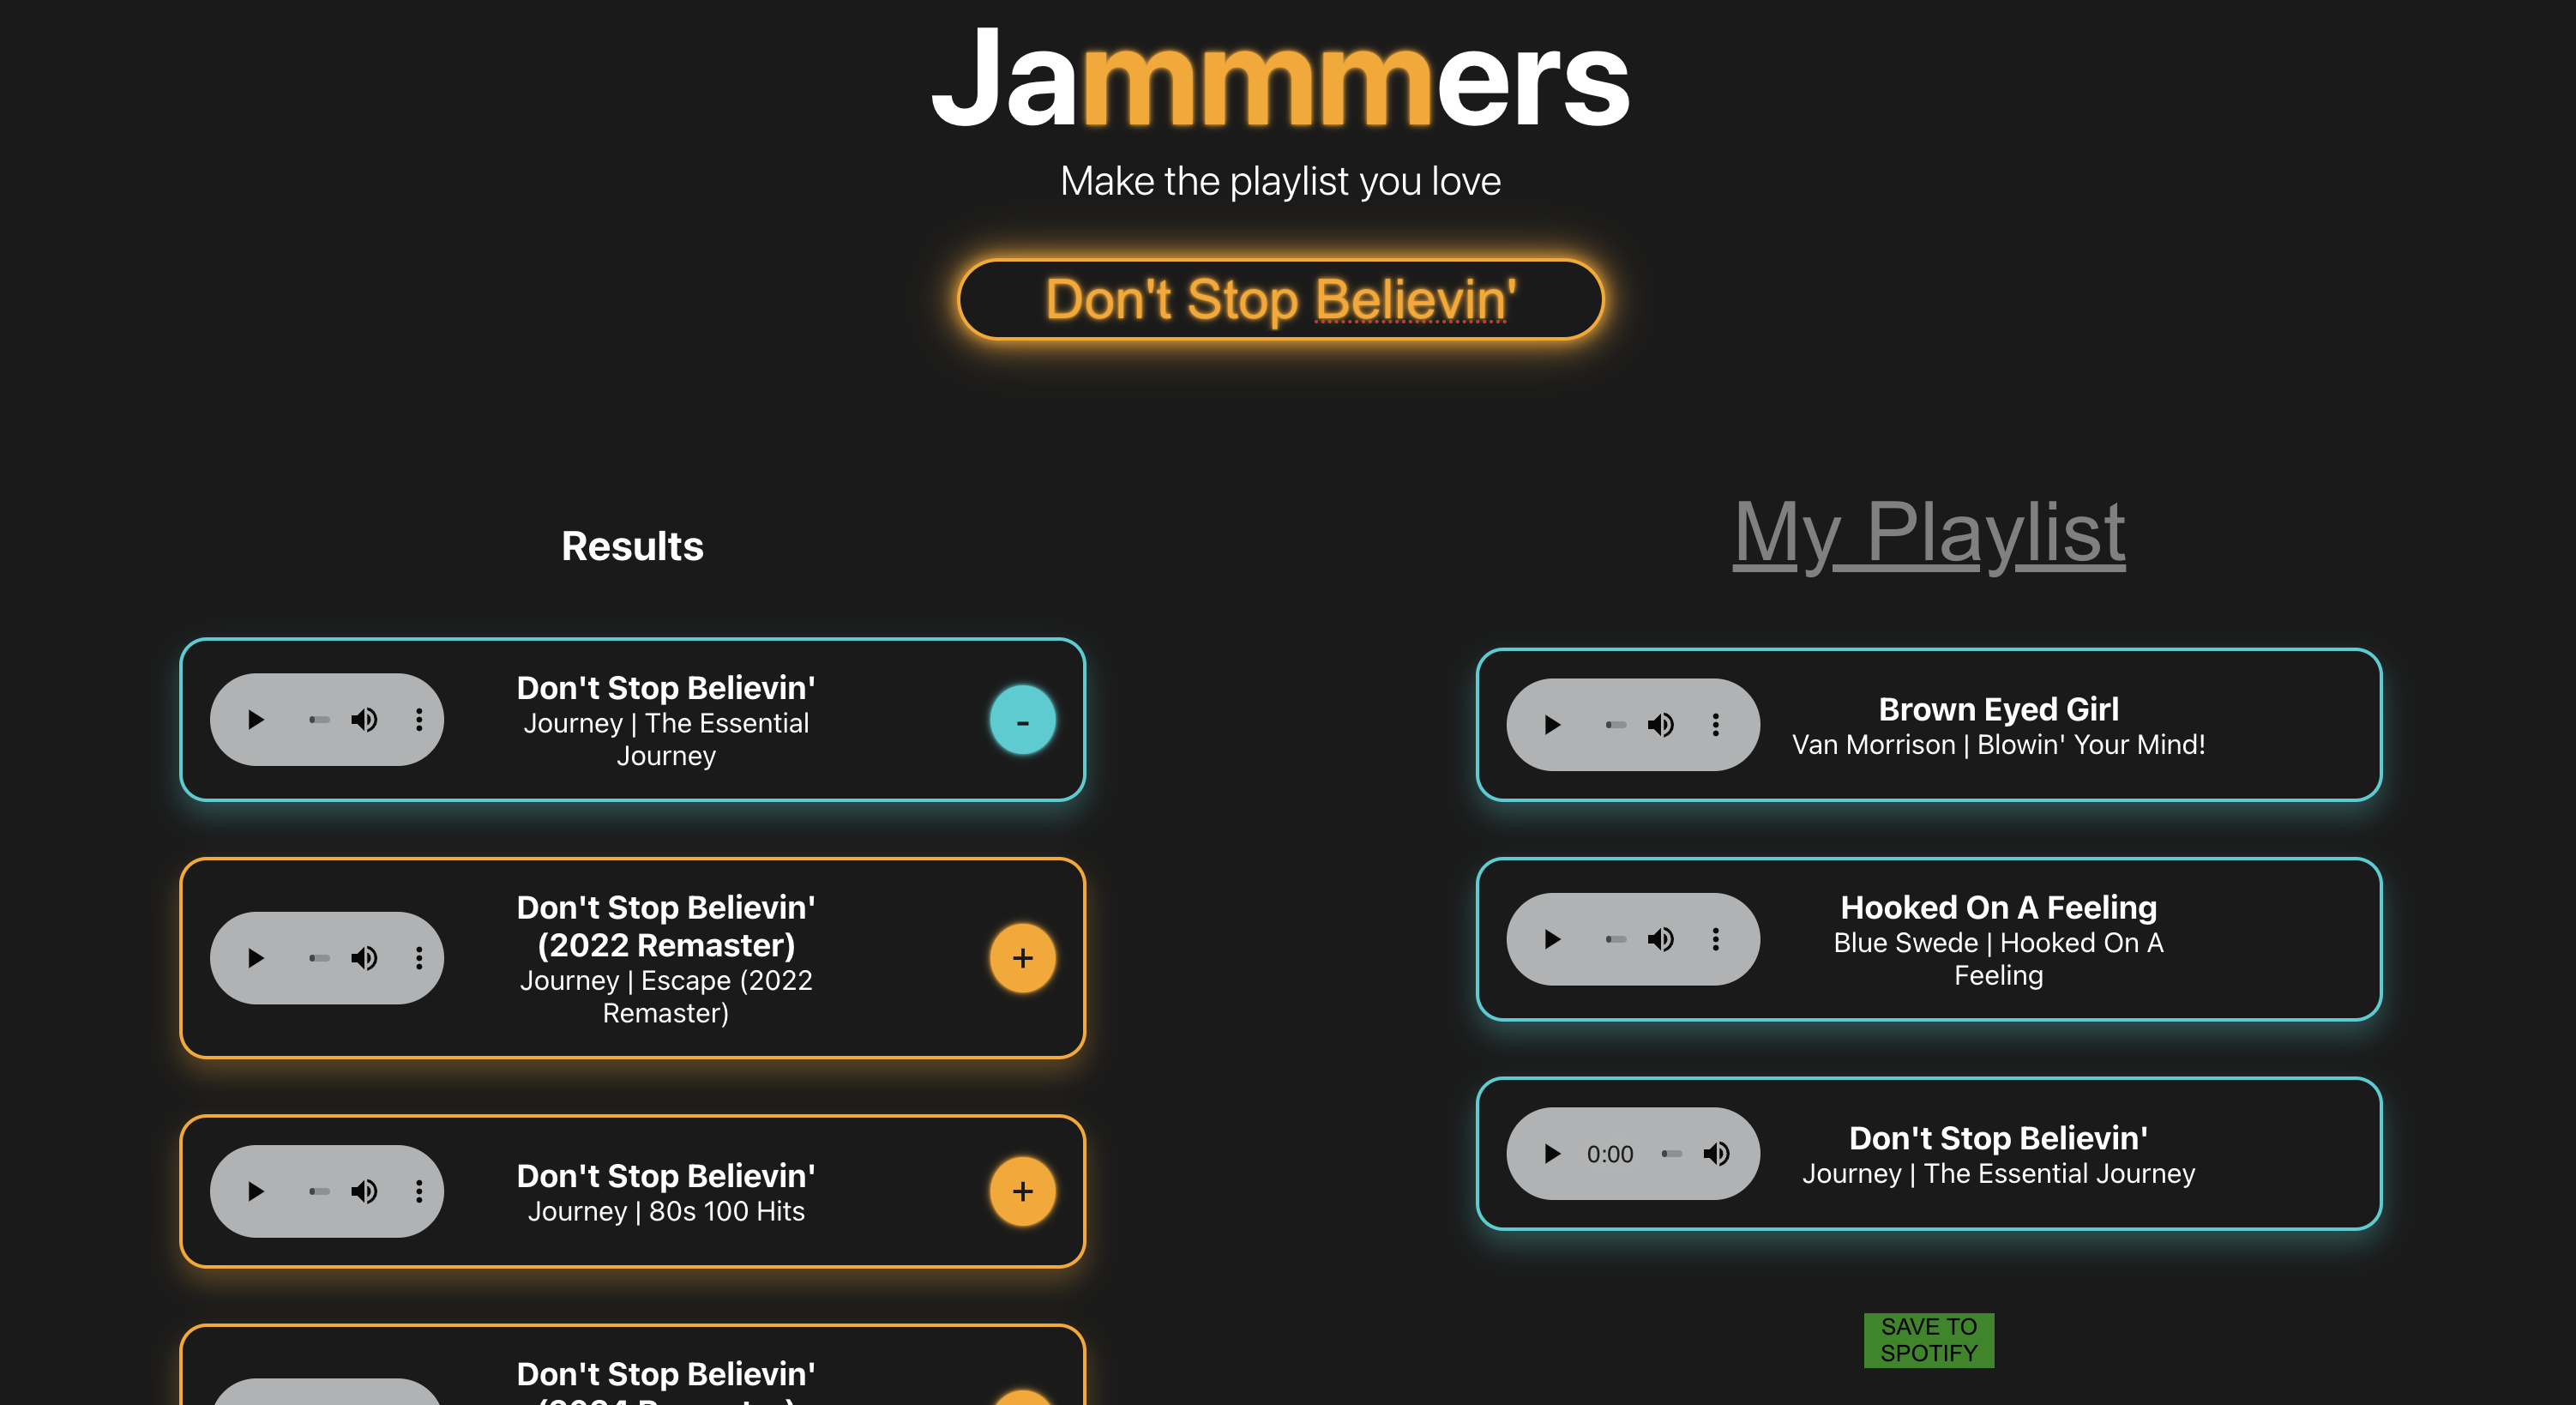 Jammmers
Make the playlist you love
Don't Stop Believin'
Results
Don't Stop Believin'
Journey | The Essential
Journey
-
Don't Stop Believin'
(2022 Remaster)
Journey | Escape (2022
Remaster)
+
Don't Stop Believin'
Journey | 80s 100 Hits
+
Don't Stop Believin'
My Playlist
Brown Eyed Girl
Van Morrison | Blowin' Your Mind!
Hooked On A Feeling
Blue Swede | Hooked On A
Feeling
0:00
Don't Stop Believin'
Journey | The Essential Journey
SAVE TO
SPOTIFY